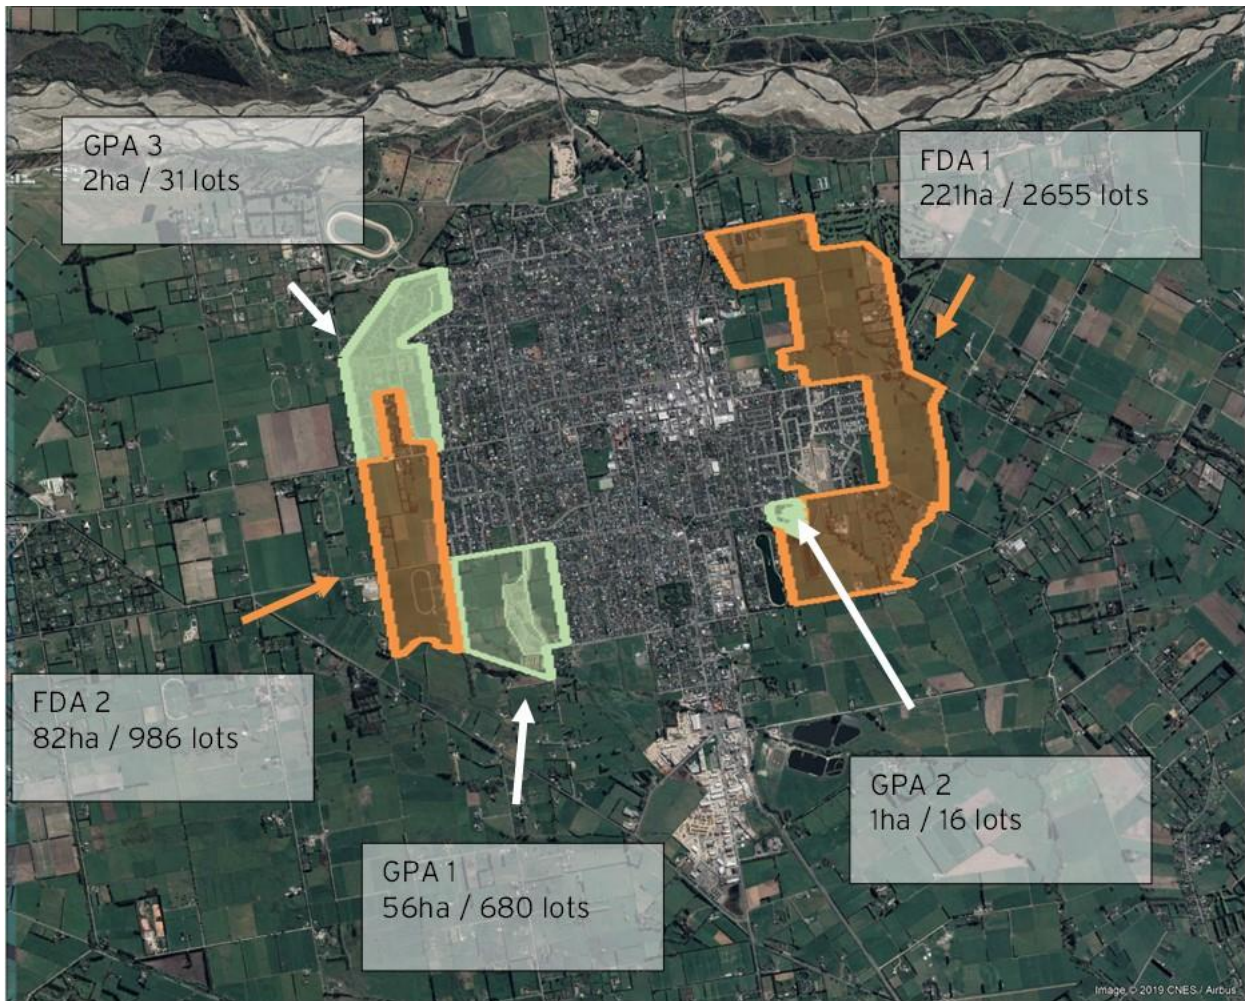 GPA 3
2ha / 31 lots
FDA 1
221ha / 2655 lots
FDA 2
82ha / 986 lots
GPA 2
1ha / 16 lots
GPA 1
56ha / 680 lots
Image © 2019 CNES / Airbus